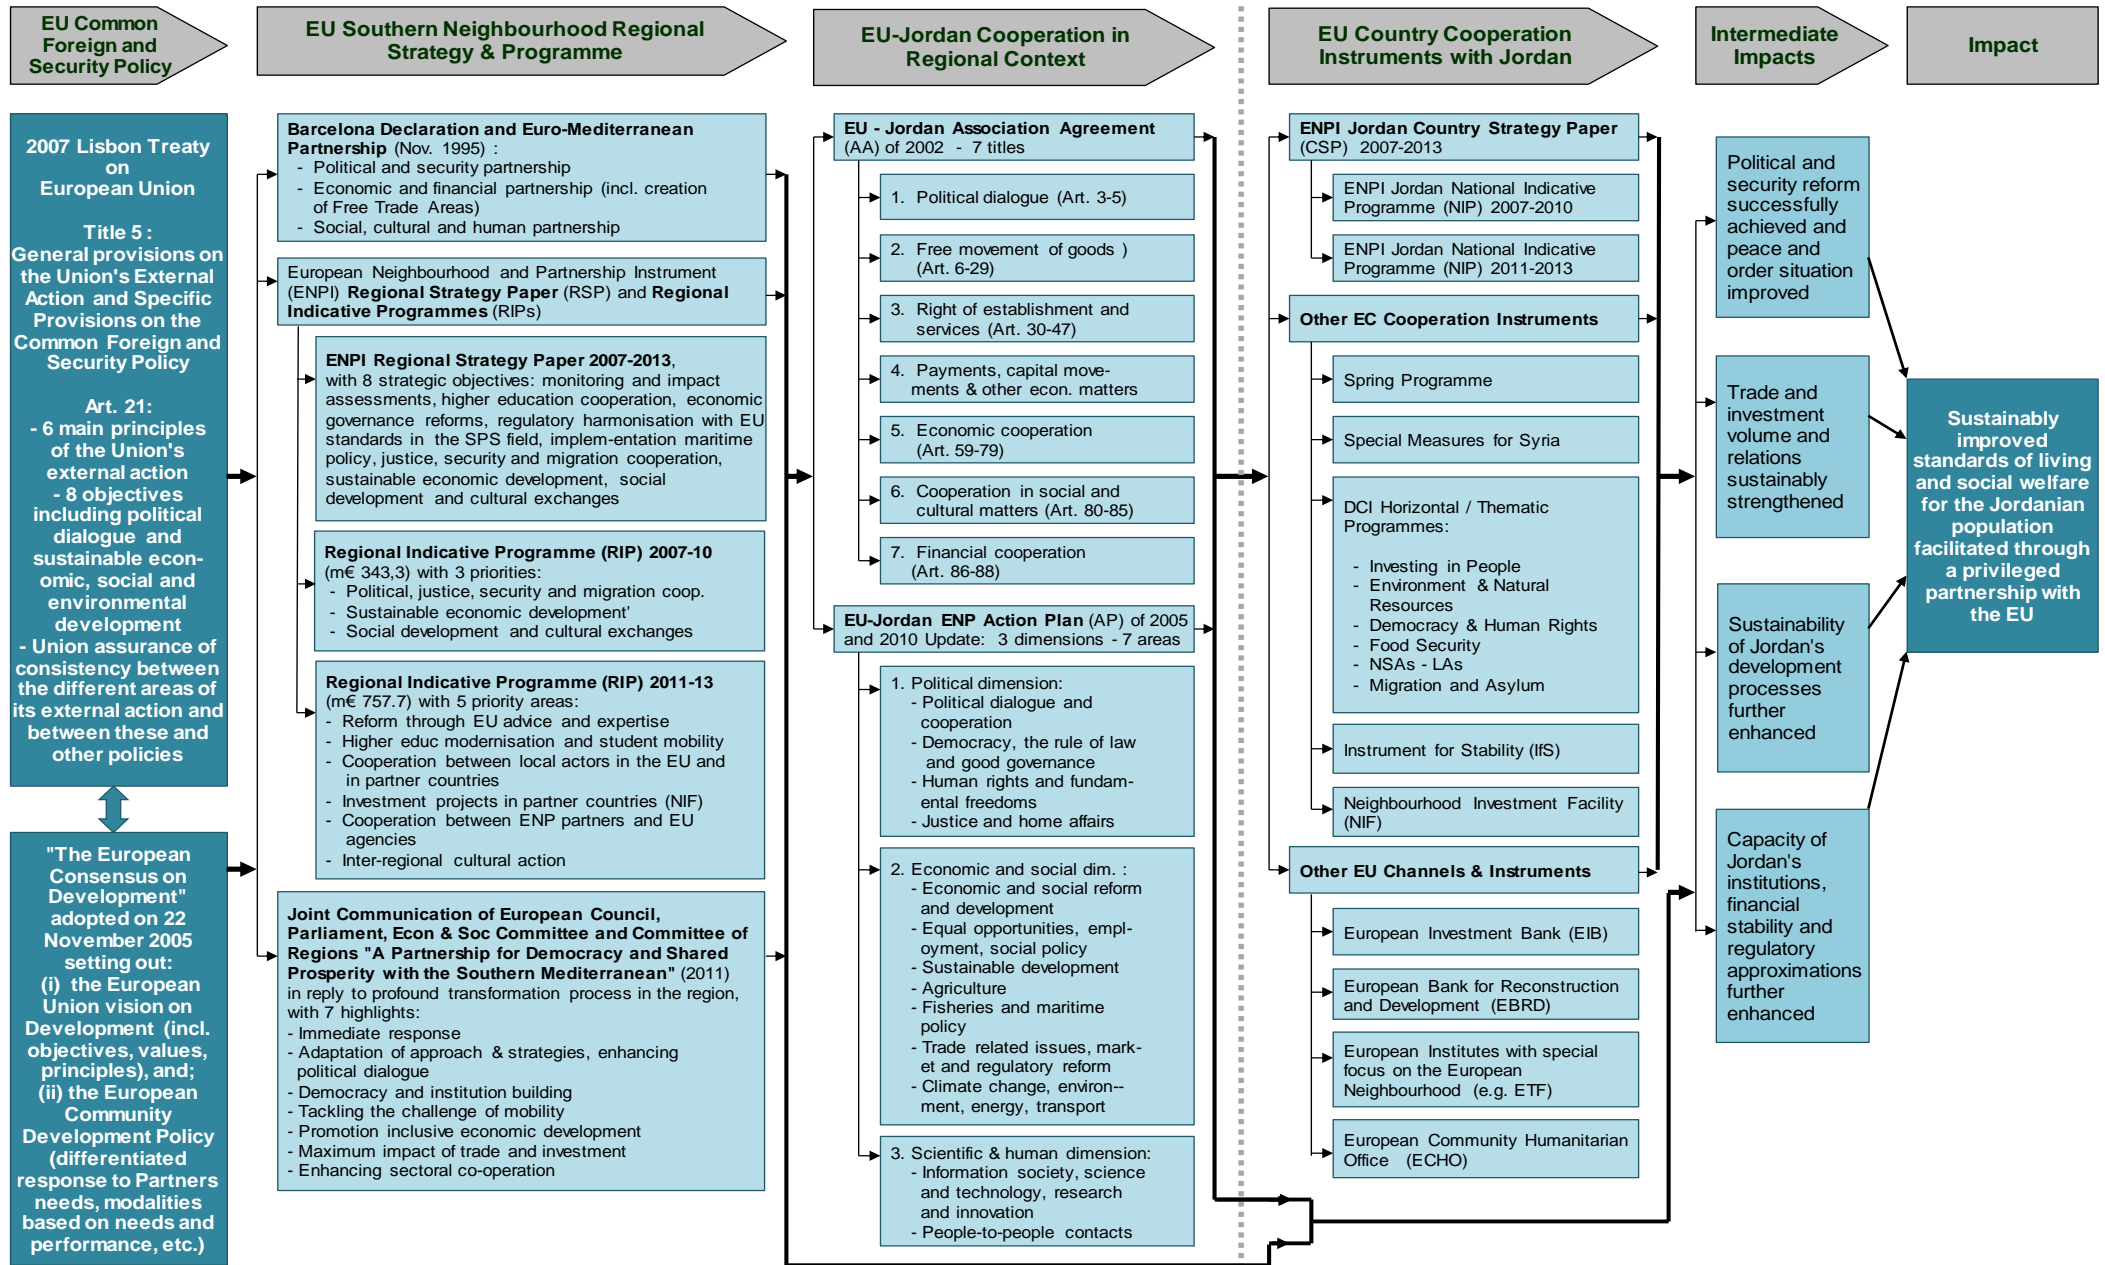 EU Common
Foreign and
Security Policy
EU Southern Neighbourhood Regional
Strategy & Programme
EU-Jordan Cooperation in
Regional Context
EU Country Cooperation
Instruments with Jordan
Intermediate
Impacts
Impact
2007 Lisbon Treaty
on
European Union
Title 5 :
General provisions on
the Union's External
Action and Specific
Provisions on the
Common Foreign and
Security Policy
Art. 21:
- 6 main principles
of the Union's
external action
- 8 objectives
including political
dialogue and
sustainable econ-
omic, social and
environmental
development
- Union assurance of
consistency between
the different areas of
its external action and
between these and
other policies
"The European
Consensus on
Development"
adopted on 22
November 2005
setting out:
(i) the European
Union vision on
Development (incl.
objectives, values,
principles), and;
(ii) the European
Community
Development Policy
(differentiated
response to Partners
needs, modalities
based on needs and
performance, etc.)
Barcelona Declaration and Euro-Mediterranean
Partnership (Nov. 1995) :
- Political and security partnership
- Economic and financial partnership (incl. creation
of Free Trade Areas)
- Social, cultural and human partnership
European Neighbourhood and Partnership Instrument
(ENPI) Regional Strategy Paper (RSP) and Regional
Indicative Programmes (RIPs)
ENPI Regional Strategy Paper 2007-2013,
with 8 strategic objectives: monitoring and impact
assessments, higher education cooperation, economic
governance reforms, regulatory harmonisation with EU
standards in the SPS field, implem-entation maritime
policy, justice, security and migration cooperation,
sustainable economic development, social
development and cultural exchanges
Regional Indicative Programme (RIP) 2007-10
(m€ 343,3) with 3 priorities:
- Political, justice, security and migration coop.
- Sustainable economic development'
- Social development and cultural exchanges
Regional Indicative Programme (RIP) 2011-13
(m€ 757.7) with 5 priority areas:
- Reform through EU advice and expertise
- Higher educ modernisation and student mobility
- Cooperation between local actors in the EU and
in partner countries
- Investment projects in partner countries (NIF)
- Cooperation between ENP partners and EU
agencies
- Inter-regional cultural action
Joint Communication of European Council,
Parliament, Econ & Soc Committee and Committee of
Regions "A Partnership for Democracy and Shared
Prosperity with the Southern Mediterranean" (2011)
in reply to profound transformation process in the region,
with 7 highlights:
- Immediate response
- Adaptation of approach & strategies, enhancing
political dialogue
- Democracy and institution building
- Tackling the challenge of mobility
- Promotion inclusive economic development
- Maximum impact of trade and investment
- Enhancing sectoral co-operation
EU - Jordan Association Agreement
(AA) of 2002 - 7 titles
1. Political dialogue (Art. 3-5)
2. Free movement of goods )
(Art. 6-29)
3. Right of establishment and
services (Art. 30-47)
4. Payments, capital move-
ments & other econ. matters
5. Economic cooperation
(Art. 59-79)
6. Cooperation in social and
cultural matters (Art. 80-85)
7. Financial cooperation
(Art. 86-88)
EU-Jordan ENP Action Plan (AP) of 2005
and 2010 Update: 3 dimensions - 7 areas
1. Political dimension:
- Political dialogue and
cooperation
- Democracy, the rule of law
and good governance
- Human rights and fundam-
ental freedoms
- Justice and home affairs
2. Economic and social dim. :
- Economic and social reform
and development
- Equal opportunities, empl-
oyment, social policy
- Sustainable development
- Agriculture
- Fisheries and maritime
policy
- Trade related issues, mark-
et and regulatory reform
- Climate change, environ--
ment, energy, transport
3. Scientific & human dimension:
- Information society, science
and technology, research
and innovation
- People-to-people contacts
ENPI Jordan Country Strategy Paper
(CSP) 2007-2013
ENPI Jordan National Indicative
Programme (NIP) 2007-2010
ENPI Jordan National Indicative
Programme (NIP) 2011-2013
Other EC Cooperation Instruments
Spring Programme
Special Measures for Syria
DCI Horizontal / Thematic
Programmes:
- Investing in People
- Environment & Natural
Resources
- Democracy & Human Rights
- Food Security
- NSAs - LAs
- Migration and Asylum
Instrument for Stability (IfS)
Neighbourhood Investment Facility
(NIF)
Other EU Channels & Instruments
European Investment Bank (EIB)
European Bank for Reconstruction
and Development (EBRD)
European Institutes with special
focus on the European
Neighbourhood (e.g. ETF)
European Community Humanitarian
Office (ECHO)
Political and
security reform
successfully
achieved and
peace and
order situation
improved
Trade and
investment
volume and
relations
sustainably
strengthened
Sustainability
of Jordan's
development
processes
further
enhanced
Capacity of
Jordan's
institutions,
financial
stability and
regulatory
approximations
further
enhanced
Sustainably
improved
standards of living
and social welfare
for the Jordanian
population
facilitated through
a privileged
partnership with
the EU